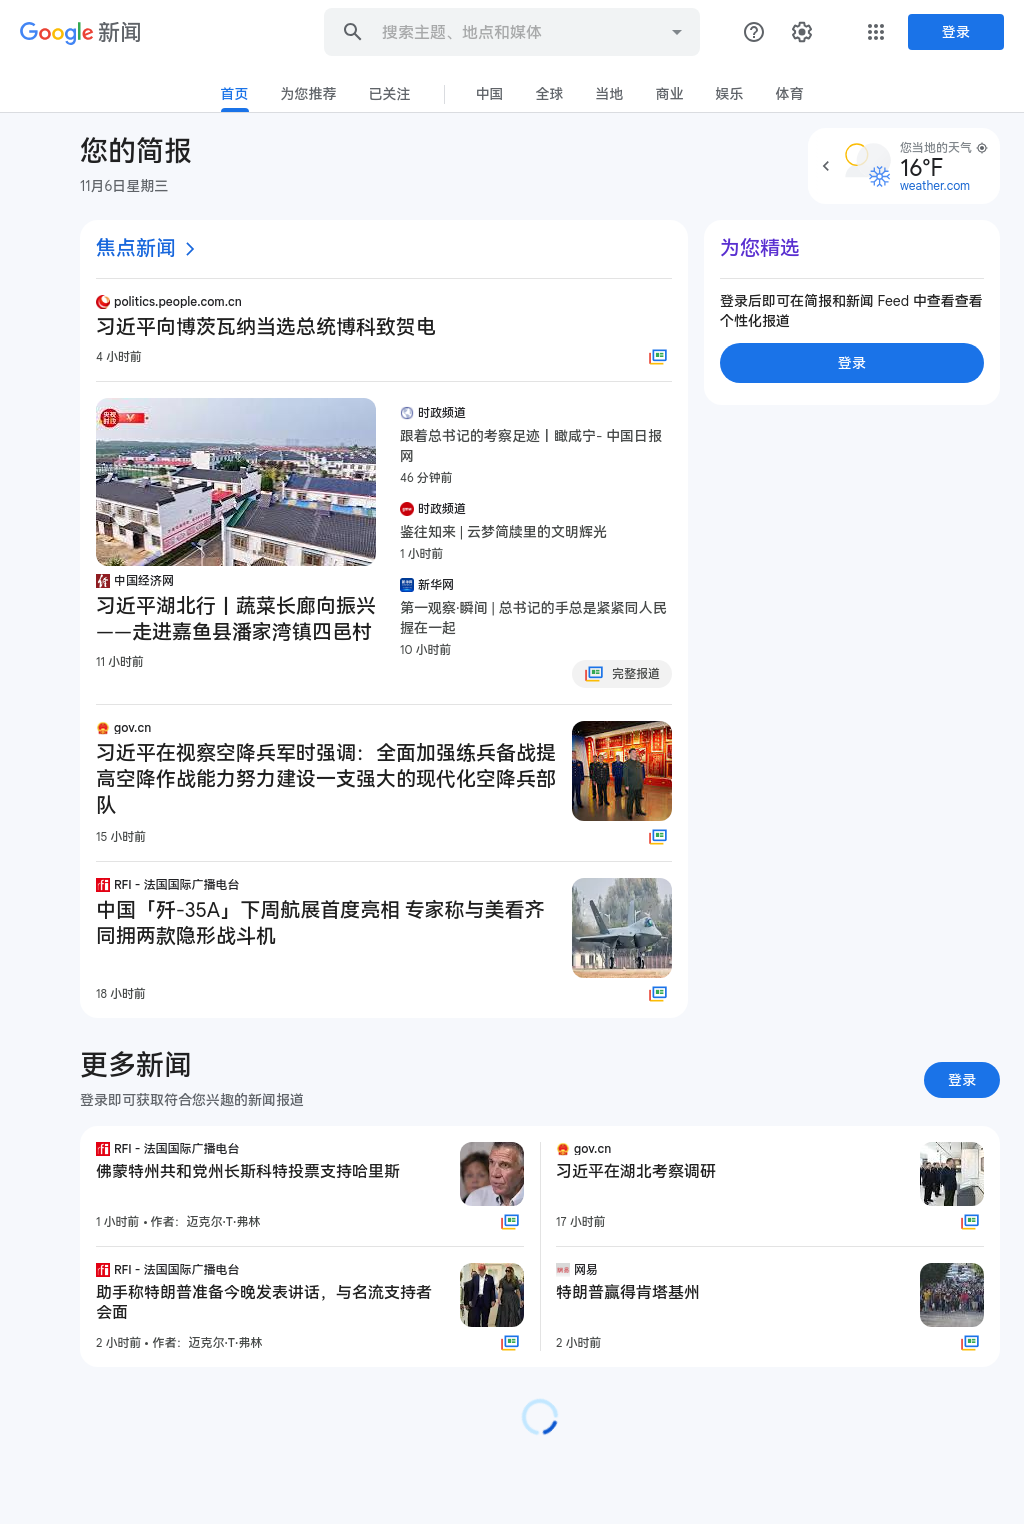 Google 新闻
搜索主题、地点和媒体
登录
首页
为您推荐
已关注
中国
全球
当地
商业
娱乐
体育
您的简报
11月6日星期三
您当地的天气
16°F
weather.com
焦点新闻
politics.people.com.cn
习近平向博茨瓦纳当选总统博科致贺电
4 小时前
央视
时政
中国经济网
习近平湖北行丨蔬菜长廊向振兴
——走进嘉鱼县潘家湾镇四邑村
11 小时前
时政频道
跟着总书记的考察足迹丨瞰咸宁- 中国日报
网
46 分钟前
时政频道
鉴往知来 | 云梦简牍里的文明辉光
1 小时前
新华网
第一观察·瞬间 | 总书记的手总是紧紧同人民
握在一起
10 小时前
完整报道
gov.cn
习近平在视察空降兵军时强调：全面加强练兵备战提
高空降作战能力努力建设一支强大的现代化空降兵部
队
15 小时前
RFI - 法国国际广播电台
中国「歼-35A」下周航展首度亮相 专家称与美看齐
同拥两款隐形战斗机
18 小时前
为您精选
登录后即可在简报和新闻 Feed 中查看查看
个性化报道
登录
更多新闻
登录即可获取符合您兴趣的新闻报道
登录
RFI - 法国国际广播电台
佛蒙特州共和党州长斯科特投票支持哈里斯
1 小时前 • 作者：迈克尔·T·弗林
RFI - 法国国际广播电台
助手称特朗普准备今晚发表讲话，与名流支持者
会面
2 小时前 • 作者：迈克尔·T·弗林
gov.cn
习近平在湖北考察调研
17 小时前
网易
特朗普赢得肯塔基州
2 小时前